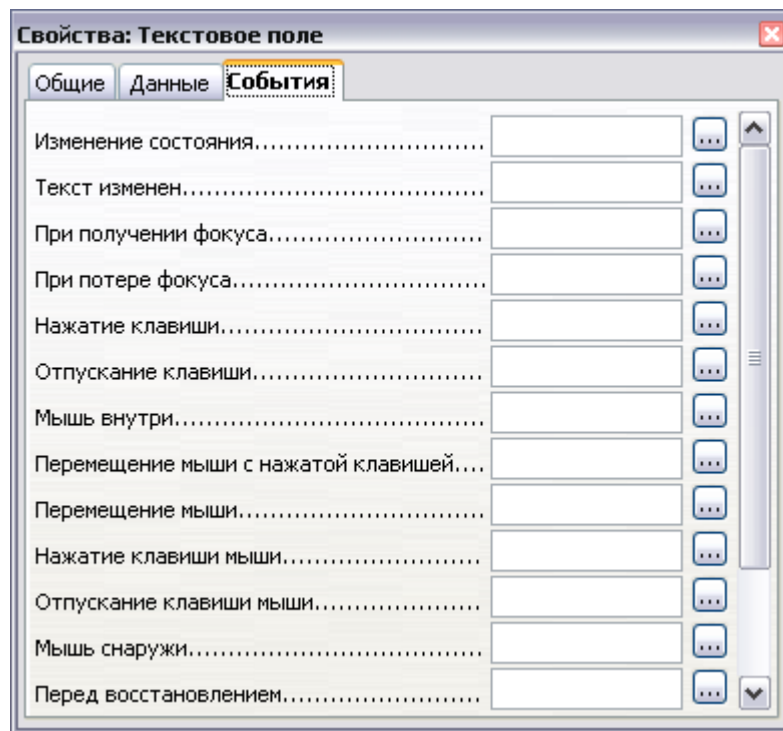 Свойства: Текстовое поле
Общие Данные События
Изменение состояния............................ ...
Текст изменен..................................... ...
При получении фокуса.......................... ...
При потере фокуса............................... ...
Нажатие клавиши................................ ...
Отпускание клавиши............................ ...
Мышь внутри...................................... ...
Перемещение мыши с нажатой клавишей.... ...
Перемещение мыши.............................. ...
Нажатие клавиши мыши.............. ...
Отпускание клавиши мыши.................... ...
Мышь снаружи.................................... ...
Перед восстановлением........................ ...